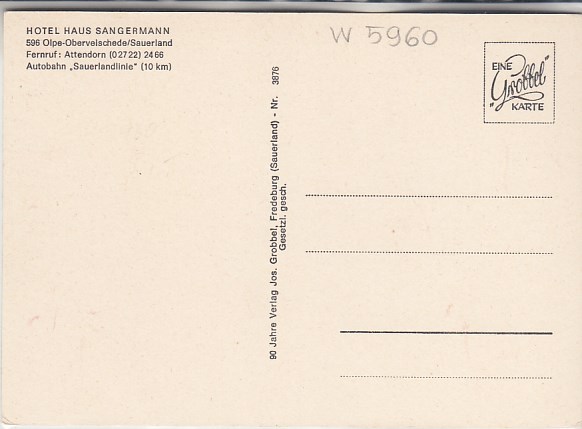 HOTEL HAUS SANGERMANN
596 Olpe-Oberveischede/Sauerland
Fernruf: Attendorn (02722) 2466
Autobahn „Sauerlandlinie" (10 km)
W 5960
EINE
„Grobbel"
KARTE
90 Jahre Verlag Jos. Grobbel, Fredeburg (Sauerland) - Nr. 3876
Gesetzl. gesch.